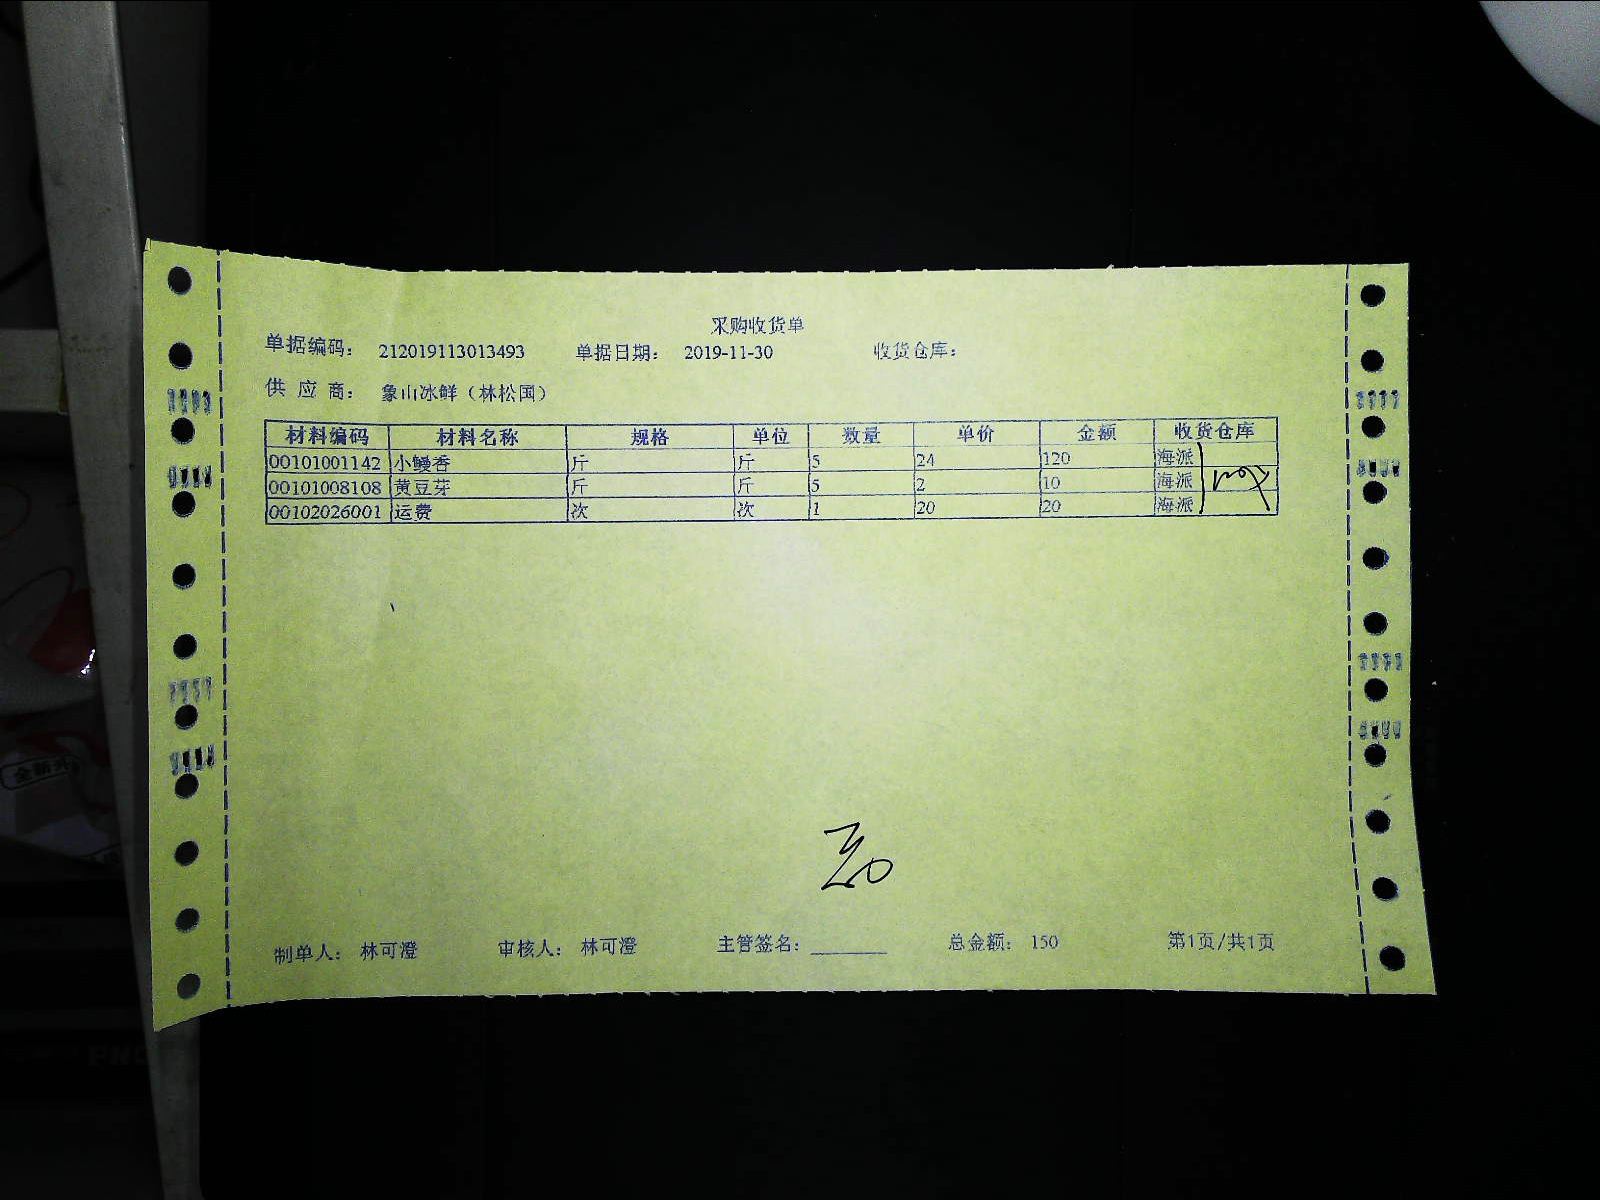 采购收货单
单据编码： 212019113013493 单据日期： 2019-11-30 收货仓库：
供 应 商： 象山冰鲜（林松国）
材料编码 材料名称 规格 单位 数量 单价 金额 收货仓库
00101001142 小鳗香 斤 斤 5 24 120 海派
00101008108 黄豆芽 斤 斤 5 2 10 海派
00102026001 运费 次 次 1 20 20 海派
制单人： 林可澄 审核人： 林可澄 主管签名： 总金额： 150 第1页/共1页